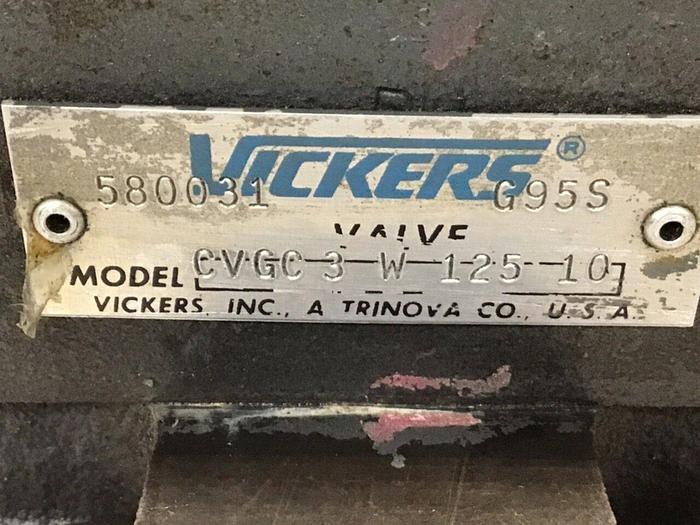 VICKERS ®
580031 G95S
VALVE
MODEL CVGC 3 W 125 10
VICKERS, INC., A TRINOVA CO., U.S.A.